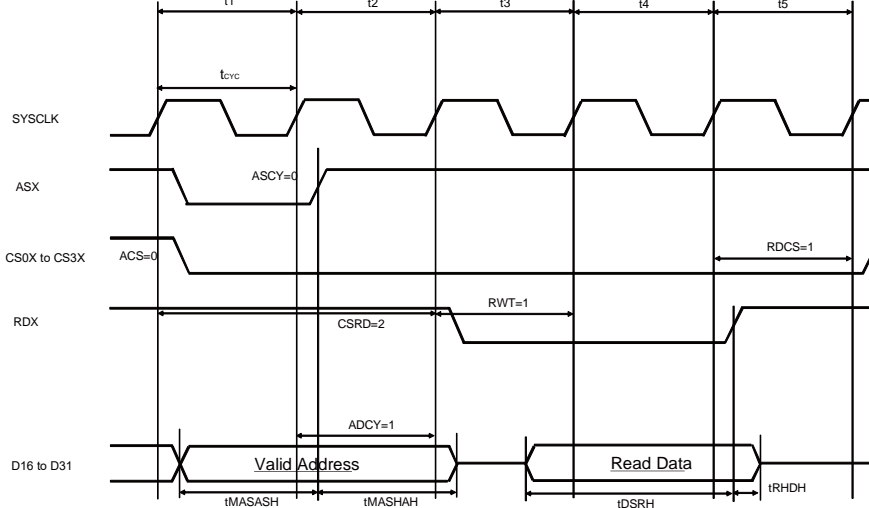 t1 t2 t3 t4 t5
tCYC
SYSCLK
ASX
ASCY=0
CS0X to CS3X
ACS=0
RDCS=1
RDX
CSRD=2
RWT=1
ADCY=1
D16 to D31
Valid Address
Read Data
tMASASH
tMASHAH
tDSRH
tRHDH